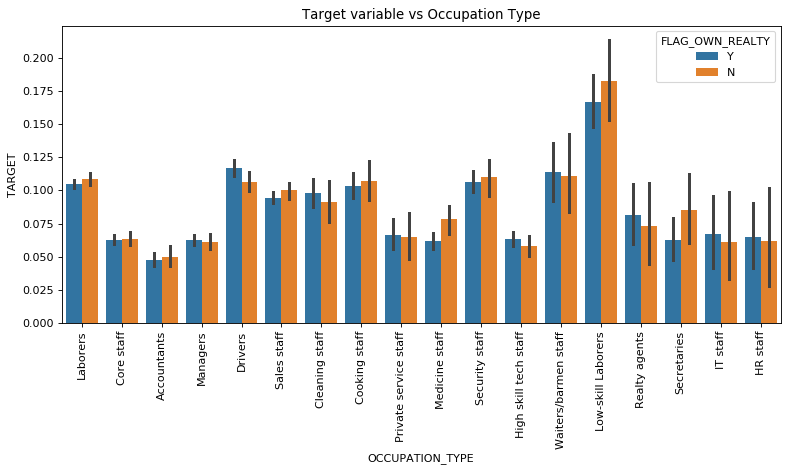 Target variable vs Occupation Type
FLAG_OWN_REALTY
Y
N
TARGET
0.200
0.175
0.150
0.125
0.100
0.075
0.050
0.025
0.000
Laborers
Core staff
Accountants
Managers
Drivers
Sales staff
Cleaning staff
Cooking staff
Private service staff
Medicine staff
Security staff
High skill tech staff
Waiters/barmen staff
Low-skill Laborers
Realty agents
Secretaries
IT staff
HR staff
OCCUPATION_TYPE